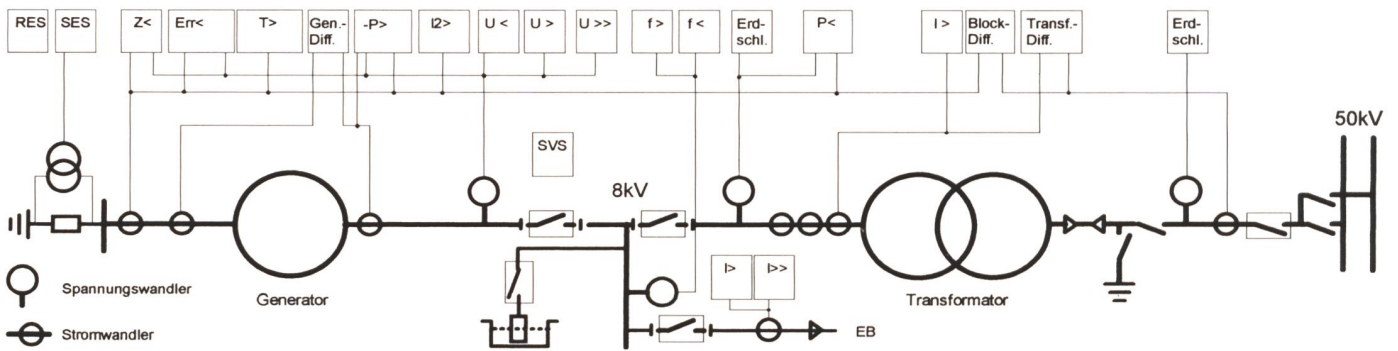 RES SES Z< Err< T> Gen.- -P> I2> U < U > U >> f > f < Erd- P< I > Block- Transf.- Erd-
Diff. schl. Diff. Diff. schl.
50kV
SVS
8kV
I> I>>
Spannungswandler Generator Transformator
Stromwandler EB